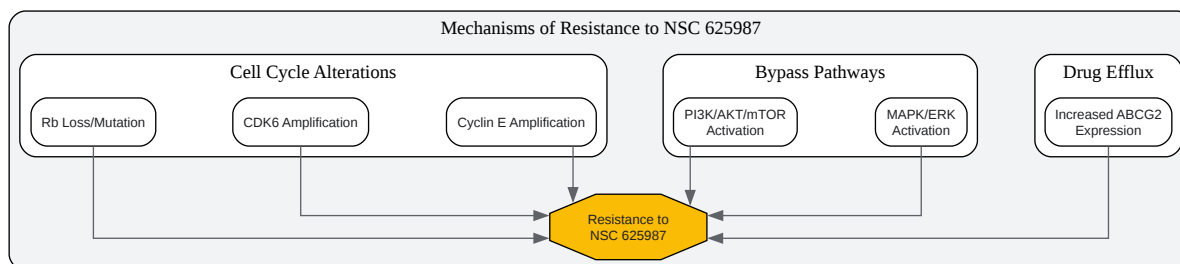 Mechanisms of Resistance to NSC 625987
Cell Cycle Alterations
Rb Loss/Mutation
CDK6 Amplification
Cyclin E Amplification
Bypass Pathways
PI3K/AKT/mTOR
Activation
MAPK/ERK
Activation
Drug Efflux
Increased ABCG2
Expression
Resistance to
NSC 625987